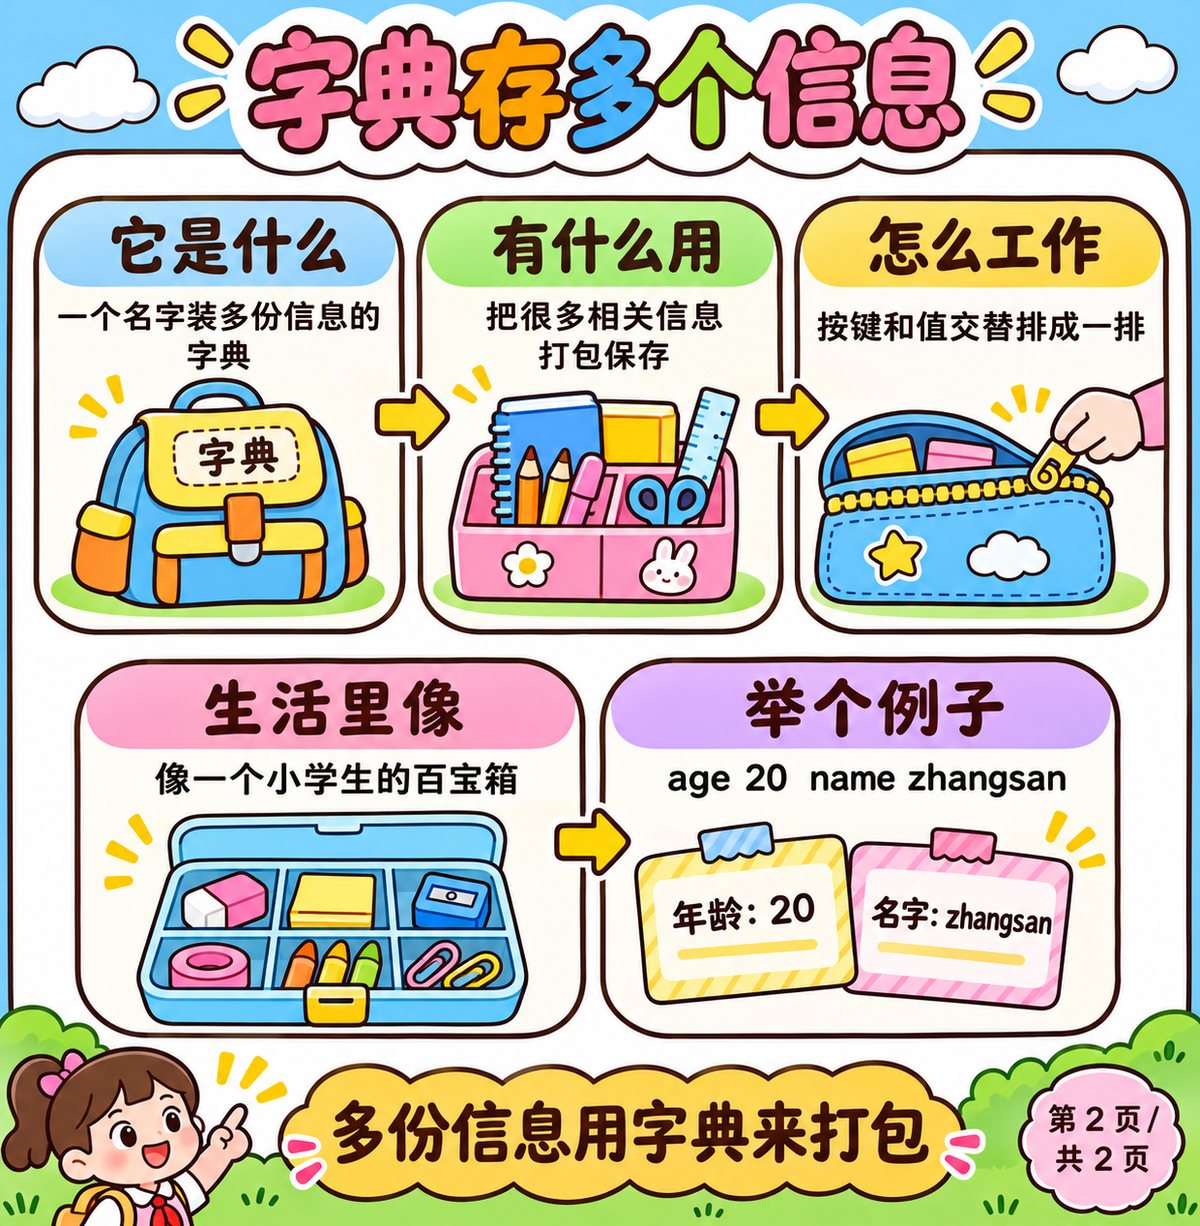 字典存多个信息
它是什么
一个名字装多份信息的
字典
字典
有什么用
把很多相关信息
打包保存
怎么工作
按键和值交替排成一排
生活里像
像一个小学生的百宝箱
举个例子
age 20 name zhangsan
年龄：20
名字：zhangsan
多份信息用字典来打包
第 2 页 /
共 2 页